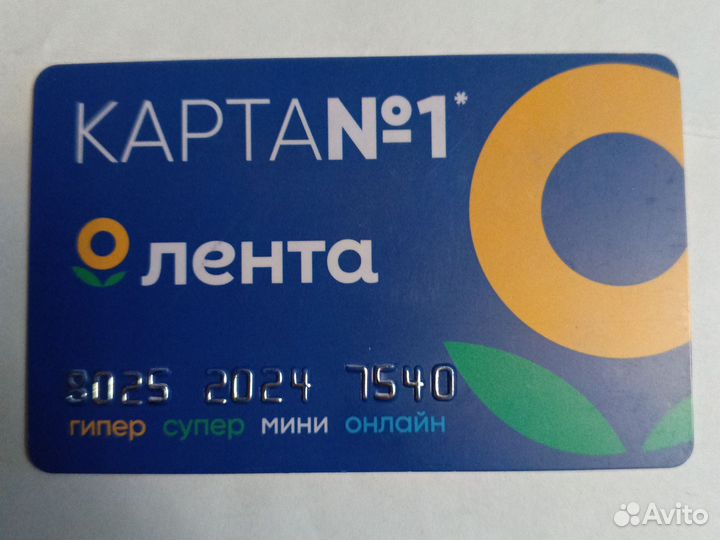 КАРТА№1*
лента
8025 2024 7540
гипер супер мини онлайн
Avito